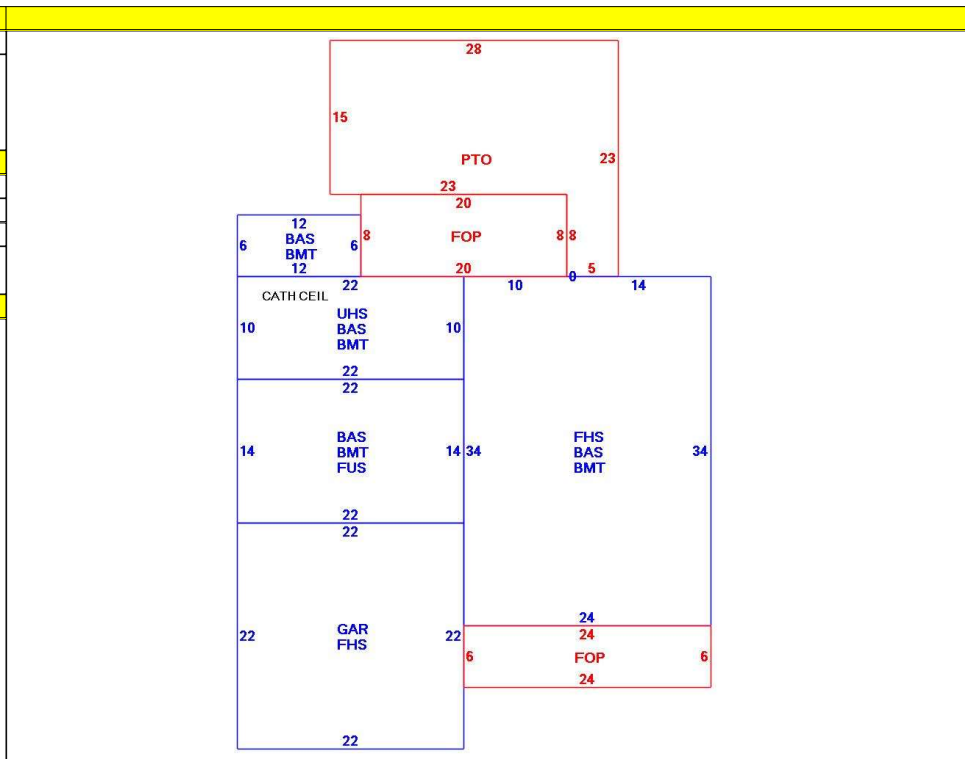 28
15
PTO
23
23
20
8
FOP
8
8
20
5
0
12
6
BAS
BMT
6
12
22
10
14
CATH CEIL
10
UHS
BAS
BMT
10
22
22
14
BAS
BMT
FUS
14
34
FHS
BAS
BMT
34
22
22
22
GAR
FHS
22
22
24
24
6
FOP
6
24